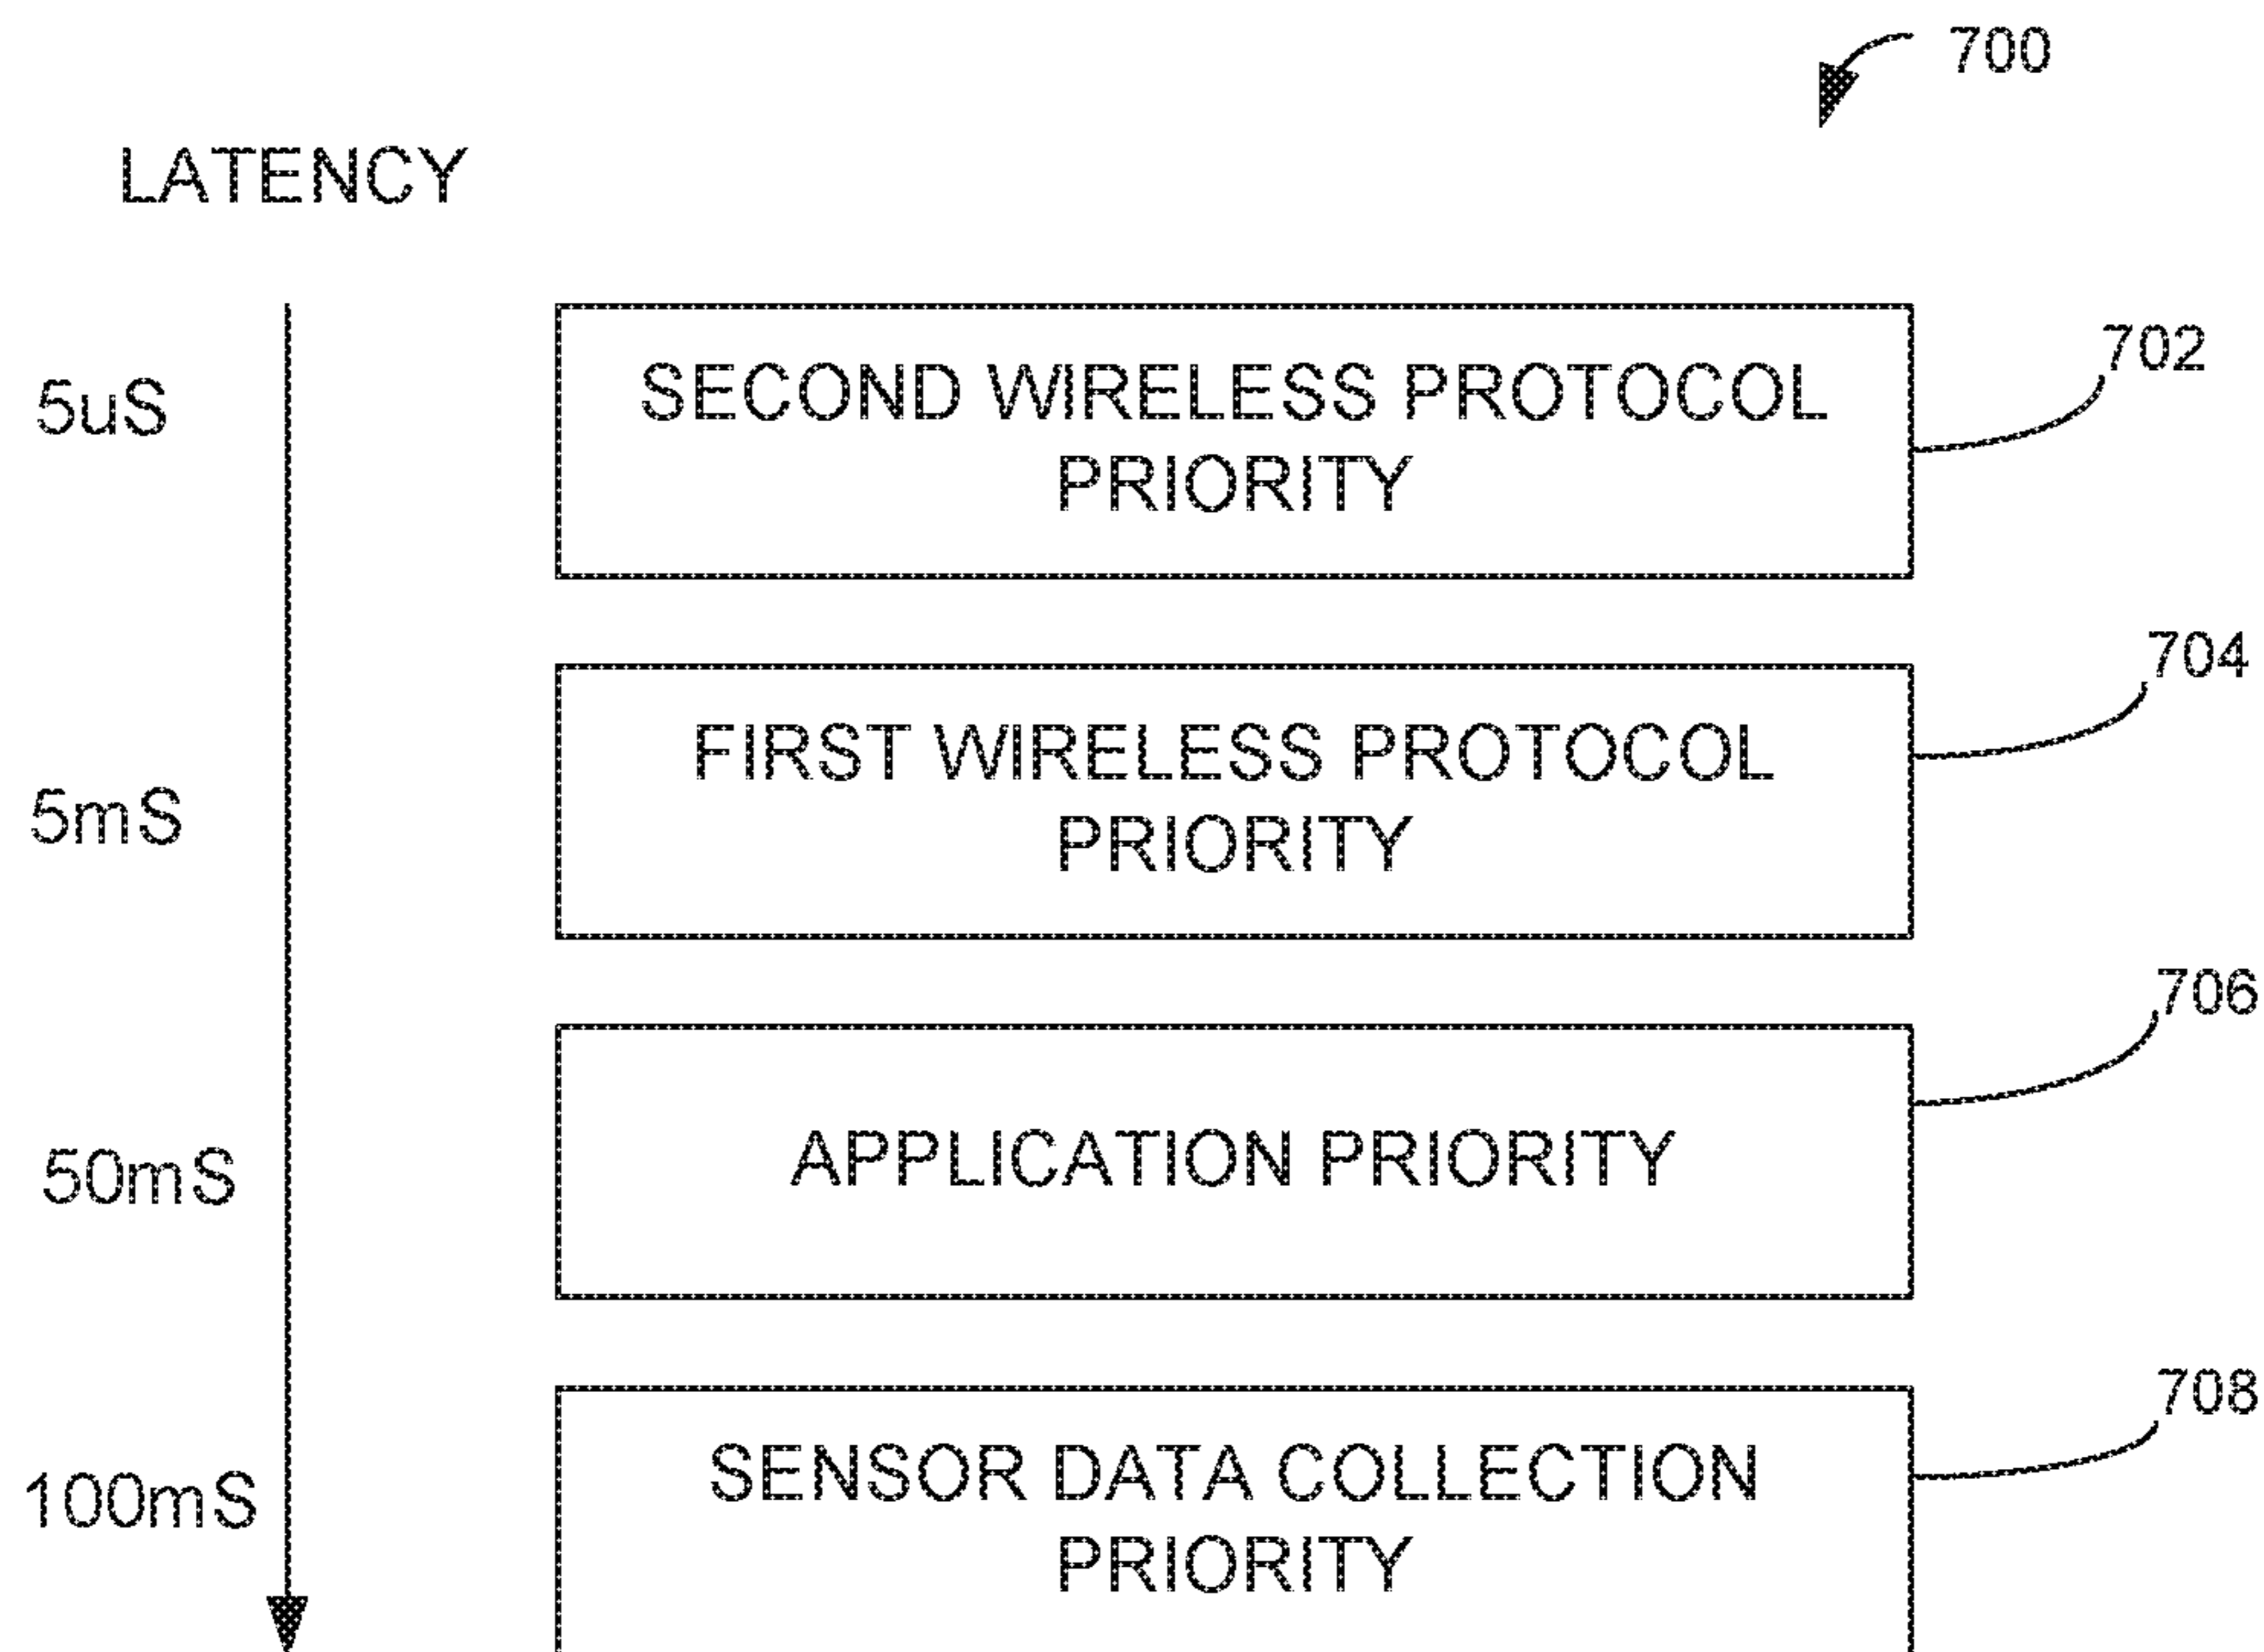 700
LATENCY
5uS
SECOND WIRELESS PROTOCOL
PRIORITY
702
5mS
FIRST WIRELESS PROTOCOL
PRIORITY
704
50mS
APPLICATION PRIORITY
706
100mS
SENSOR DATA COLLECTION
PRIORITY
708